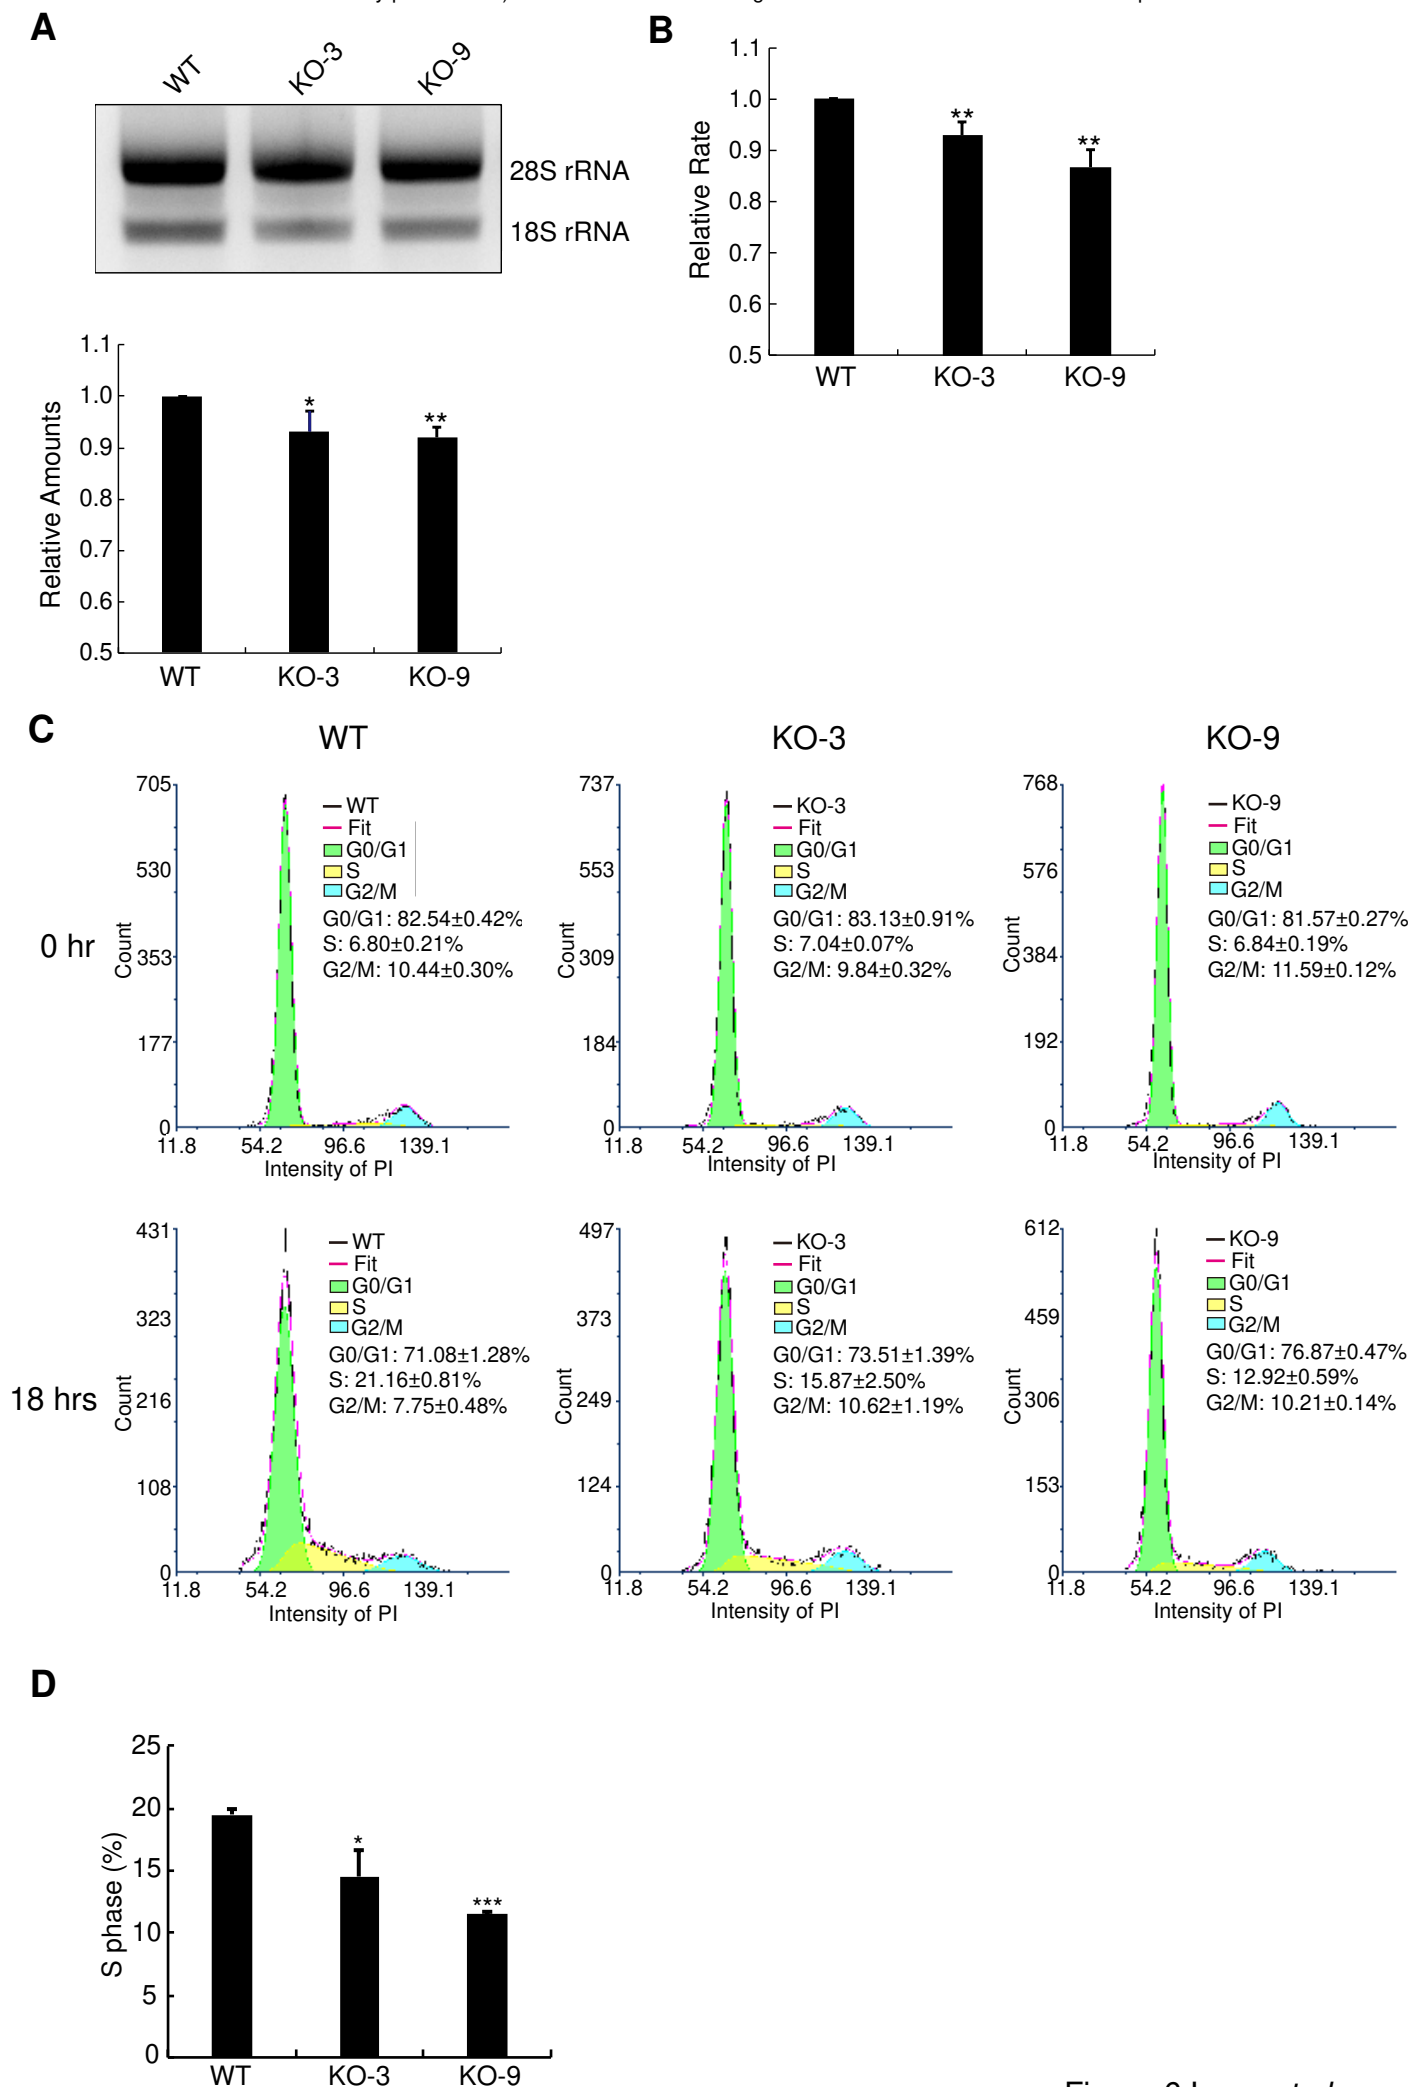 A
WT
KO-3
KO-9
28S rRNA
18S rRNA
1.1
1.0
0.9
0.8
0.7
0.6
0.5
Relative Amounts
*
**
WT
KO-3
KO-9
B
1.1
1.0
0.9
0.8
0.7
0.6
0.5
Relative Rate
**
**
WT
KO-3
KO-9
C
WT
KO-3
KO-9
0 hr
705
530
353
177
0
Count
WT
Fit
G0/G1
S
G2/M
G0/G1: 82.54±0.42%
S: 6.80±0.21%
G2/M: 10.44±0.30%
11.8 54.2 96.6 139.1
Intensity of PI
737
553
309
184
0
Count
KO-3
Fit
G0/G1
S
G2/M
G0/G1: 83.13±0.91%
S: 7.04±0.07%
G2/M: 9.84±0.32%
11.8 54.2 96.6 139.1
Intensity of PI
768
576
384
192
0
Count
KO-9
Fit
G0/G1
S
G2/M
G0/G1: 81.57±0.27%
S: 6.84±0.19%
G2/M: 11.59±0.12%
11.8 54.2 96.6 139.1
Intensity of PI
18 hrs
431
323
216
108
0
Count
WT
Fit
G0/G1
S
G2/M
G0/G1: 71.08±1.28%
S: 21.16±0.81%
G2/M: 7.75±0.48%
11.8 54.2 96.6 139.1
Intensity of PI
497
373
249
124
0
Count
KO-3
Fit
G0/G1
S
G2/M
G0/G1: 73.51±1.39%
S: 15.87±2.50%
G2/M: 10.62±1.19%
11.8 54.2 96.6 139.1
Intensity of PI
612
459
306
153
0
Count
KO-9
Fit
G0/G1
S
G2/M
G0/G1: 76.87±0.47%
S: 12.92±0.59%
G2/M: 10.21±0.14%
11.8 54.2 96.6 139.1
Intensity of PI
D
25
20
15
10
5
0
S phase (%)
*
***
WT
KO-3
KO-9